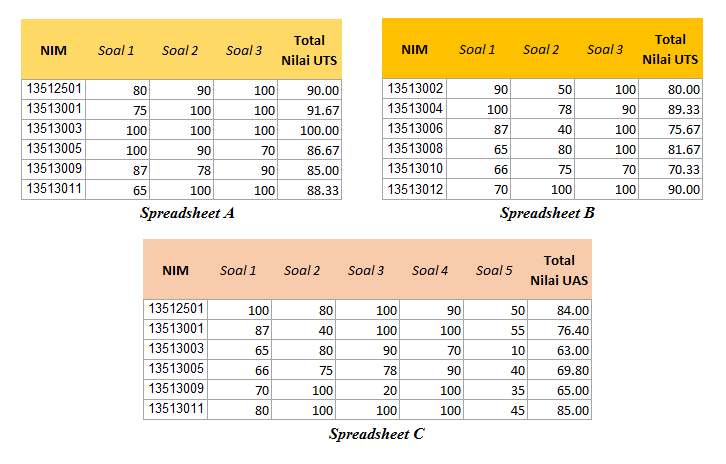 NIM Soal 1 Soal 2 Soal 3 Total Nilai UTS
13512501 80 90 100 90.00
13513001 75 100 100 91.67
13513003 100 100 100 100.00
13513005 100 90 70 86.67
13513009 87 78 90 85.00
13513011 65 100 100 88.33
Spreadsheet A
NIM Soal 1 Soal 2 Soal 3 Total Nilai UTS
13513002 90 50 100 80.00
13513004 100 78 90 89.33
13513006 87 40 100 75.67
13513008 65 80 100 81.67
13513010 66 75 70 70.33
13513012 70 100 100 90.00
Spreadsheet B
NIM Soal 1 Soal 2 Soal 3 Soal 4 Soal 5 Total Nilai UAS
13512501 100 80 100 90 50 84.00
13513001 87 40 100 100 55 76.40
13513003 65 80 90 70 10 63.00
13513005 66 75 78 90 40 69.80
13513009 70 100 20 100 35 65.00
13513011 80 100 100 100 45 85.00
Spreadsheet C